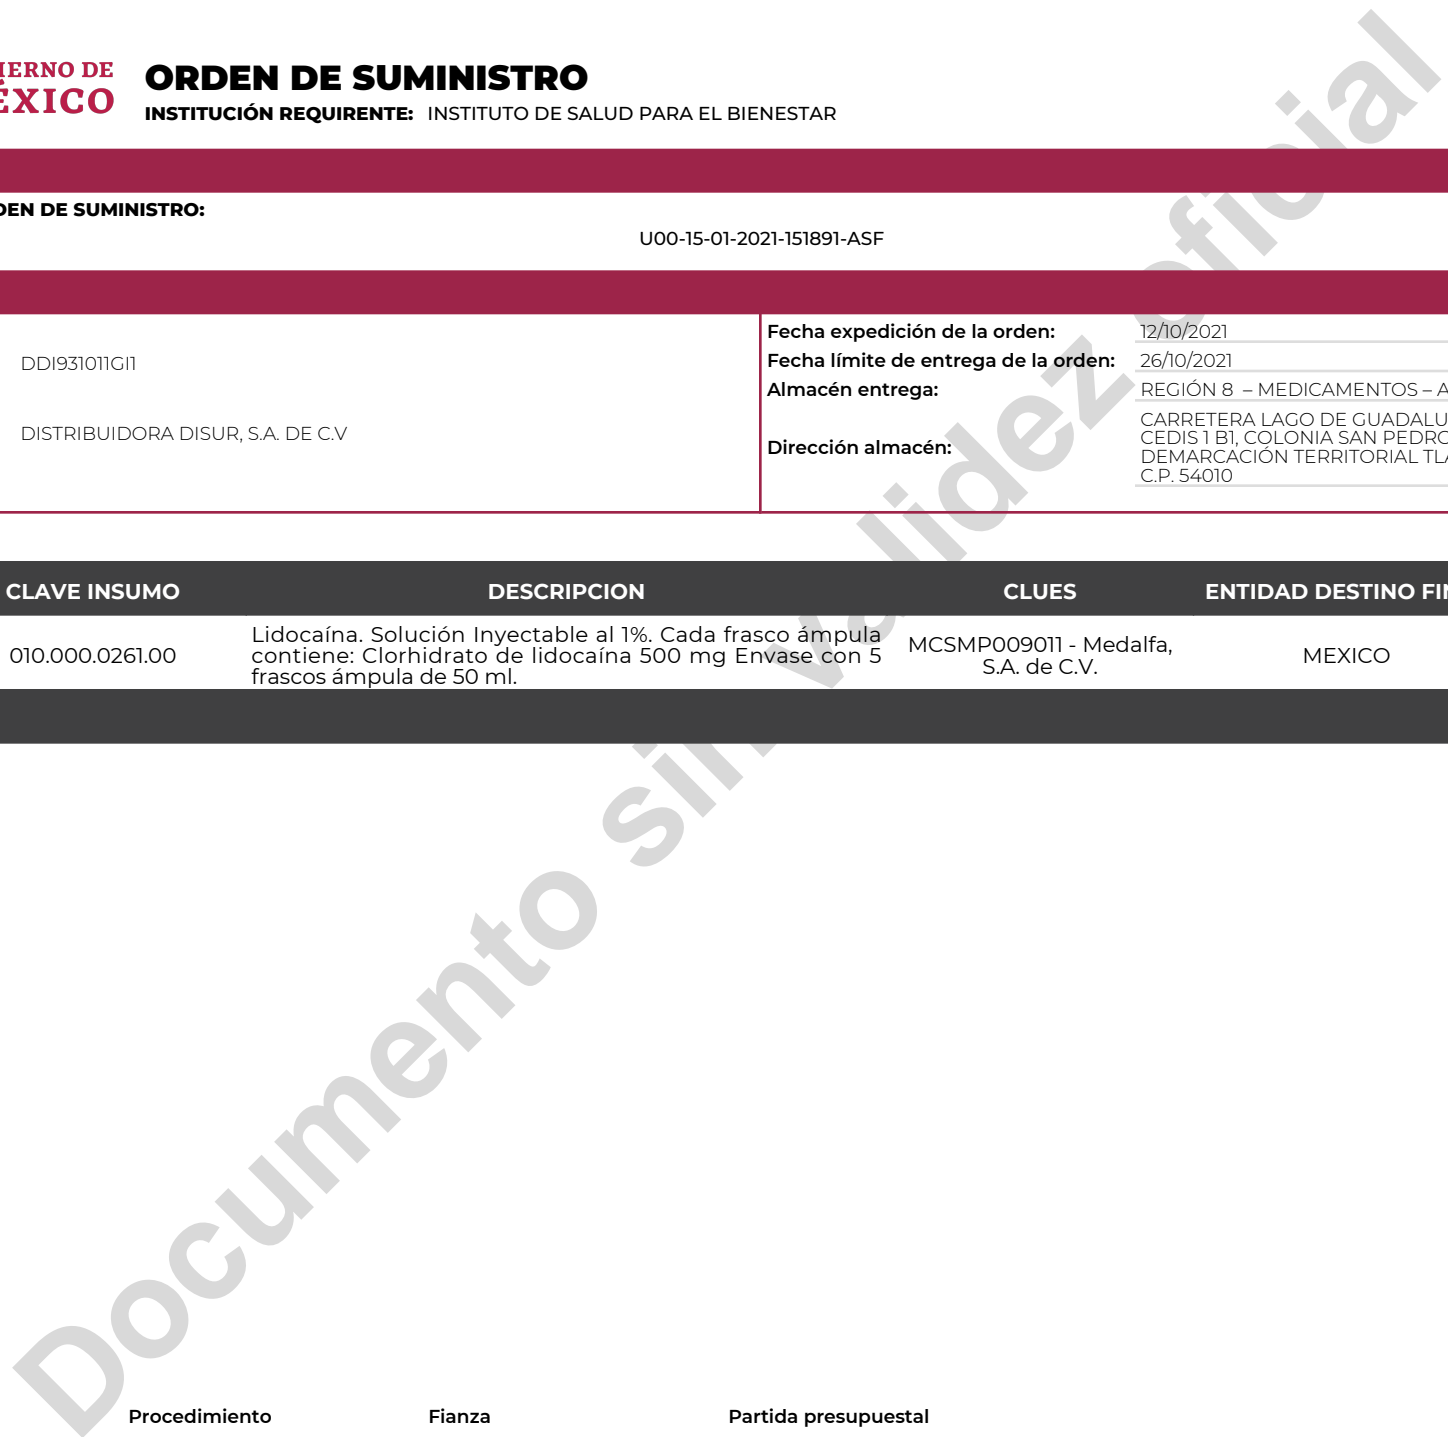 IERNO DE
ÉXICO
ORDEN DE SUMINISTRO
INSTITUCIÓN REQUIRENTE: INSTITUTO DE SALUD PARA EL BIENESTAR
DEN DE SUMINISTRO:
U00-15-01-2021-151891-ASF
DDI931011GI1
DISTRIBUIDORA DISUR, S.A. DE C.V
Fecha expedición de la orden: 12/10/2021
Fecha límite de entrega de la orden: 26/10/2021
Almacén entrega: REGIÓN 8 – MEDICAMENTOS – A
Dirección almacén:
CARRETERA LAGO DE GUADALU
CEDIS 1 B1, COLONIA SAN PEDRO
DEMARCACIÓN TERRITORIAL TLA
C.P. 54010
CLAVE INSUMO DESCRIPCION CLUES ENTIDAD DESTINO FIN
010.000.0261.00
Lidocaína. Solución Inyectable al 1%. Cada frasco ámpula
contiene: Clorhidrato de lidocaína 500 mg Envase con 5
frascos ámpula de 50 ml.
MCSMP009011 - Medalfa,
S.A. de C.V.
MEXICO
Documento sin validez oficial
Procedimiento Fianza Partida presupuestal